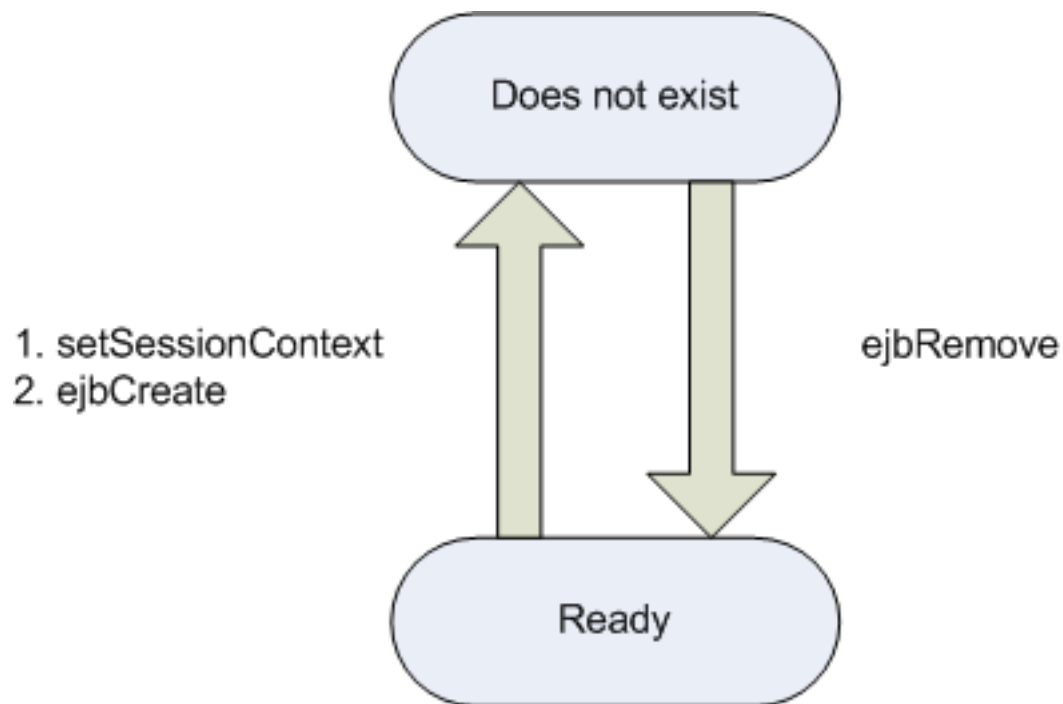 Does not exist
1. setSessionContext
2. ejbCreate
ejbRemove
Ready